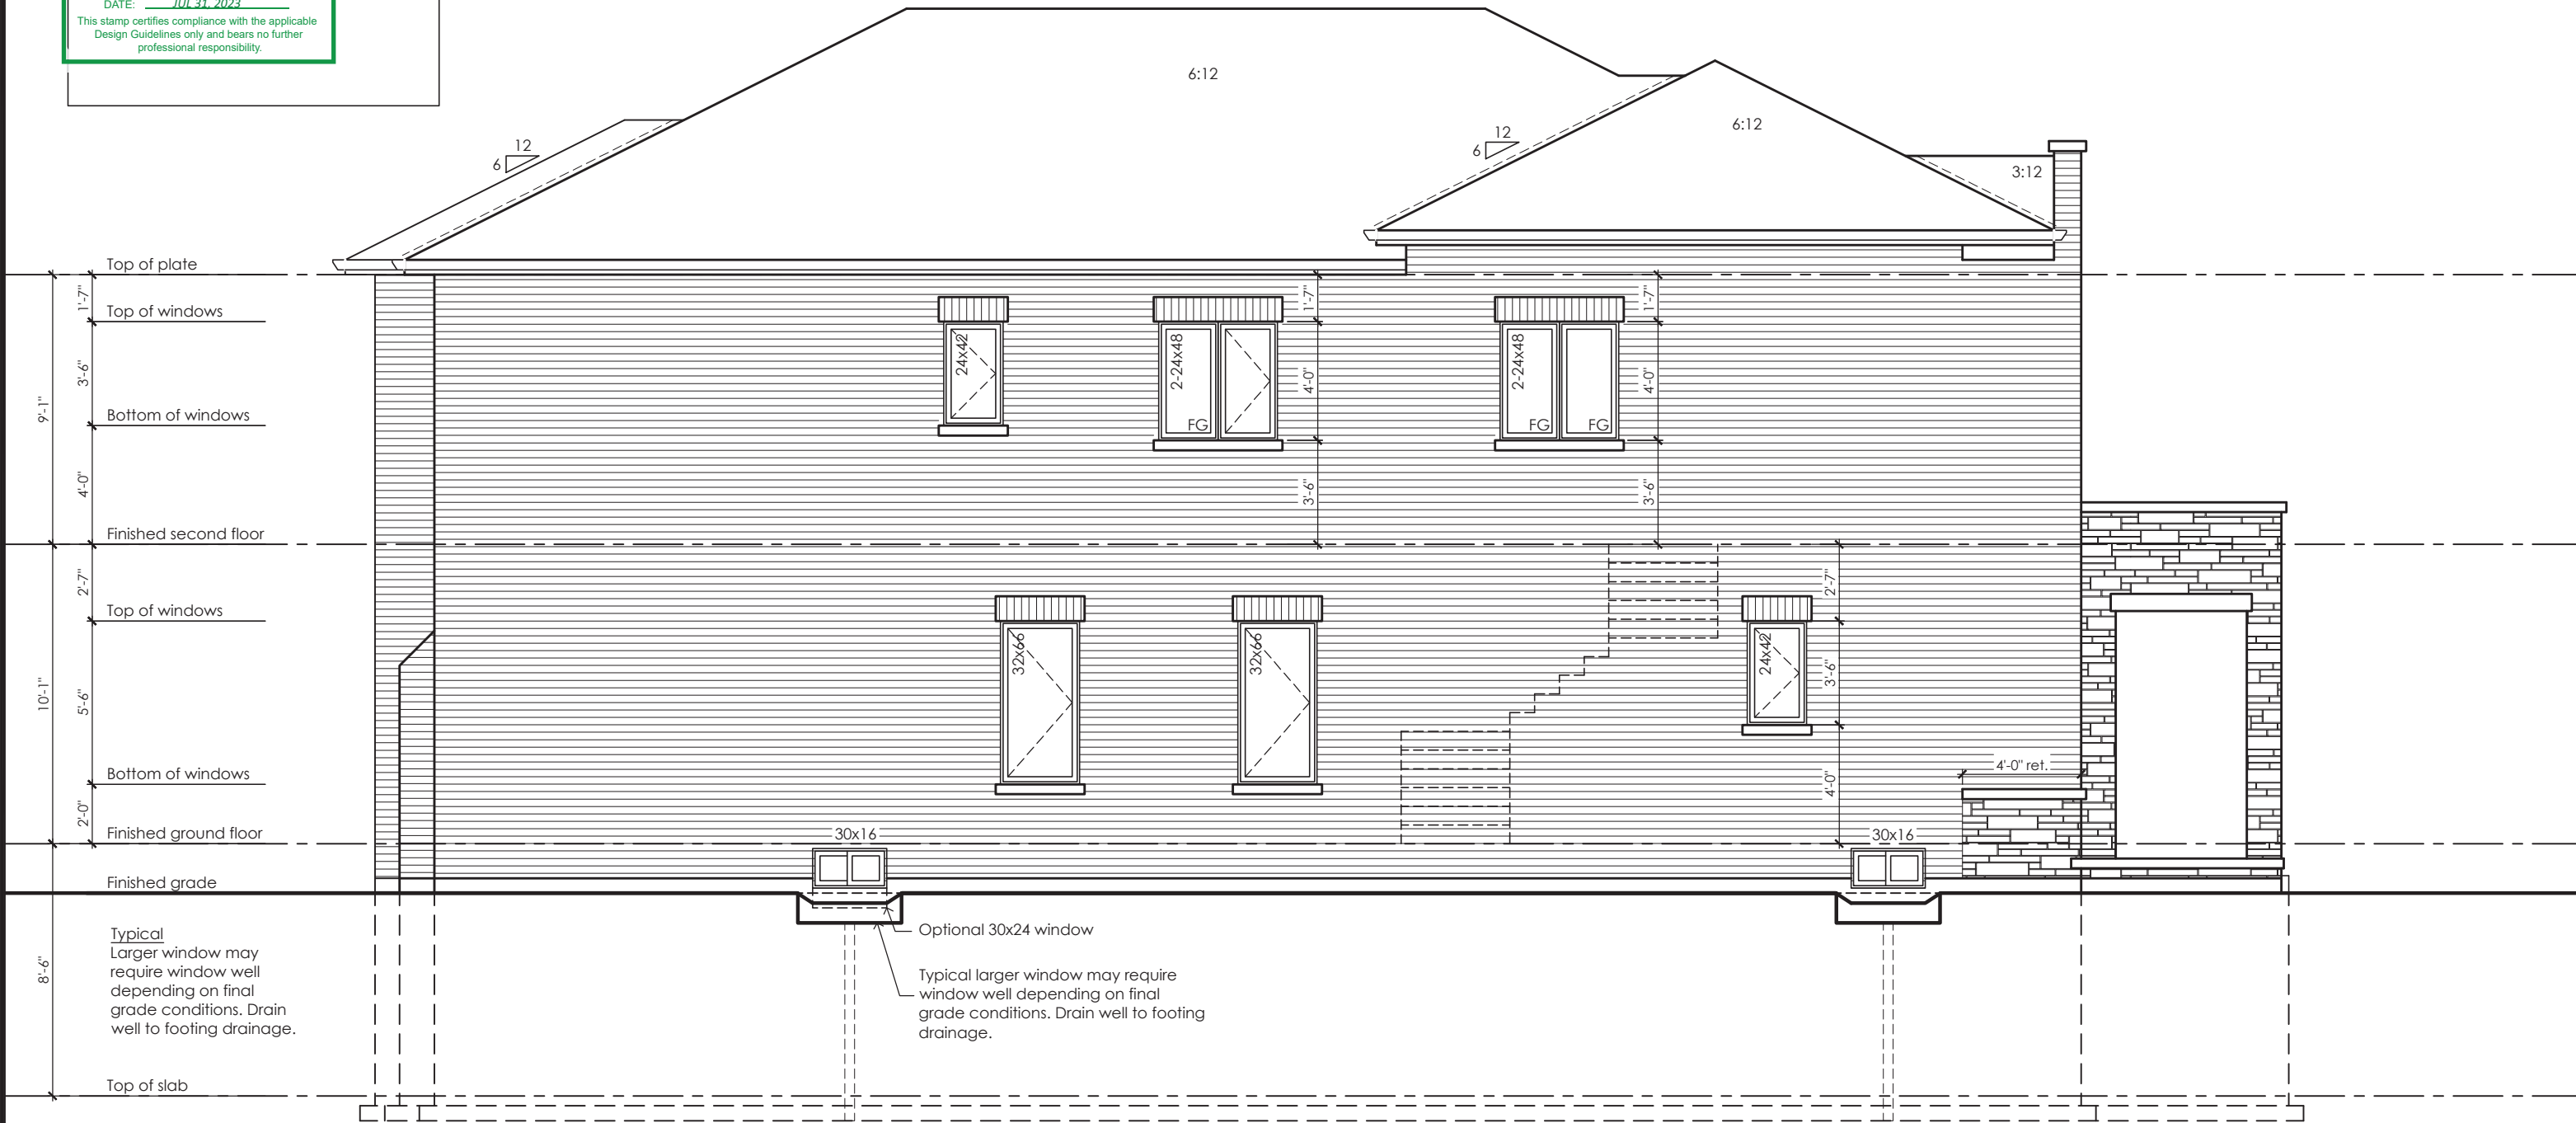 DATE: JUL 31, 2023
This stamp certifies compliance with the applicable
Design Guidelines only and bears no further
professional responsibility.
6:12
12
6
12
6
6:12
3:12
Top of plate
1'-7"
Top of windows
3'-6"
9'-1"
Bottom of windows
4'-0"
Finished second floor
24x42
2-24x48
FG
1'-7"
4'-0"
3'-6"
2-24x48
FG
FG
1'-7"
4'-0"
3'-6"
2'-7"
Top of windows
10'-1"
5'-6"
Bottom of windows
2'-0"
Finished ground floor
32x66
32x66
24x42
2'-7"
3'-6"
4'-0"
4'-0" ret.
30x16
30x16
Finished grade
8'-6"
Typical
Larger window may
require window well
depending on final
grade conditions. Drain
well to footing drainage.
Optional 30x24 window
Typical larger window may require
window well depending on final
grade conditions. Drain well to footing
drainage.
Top of slab